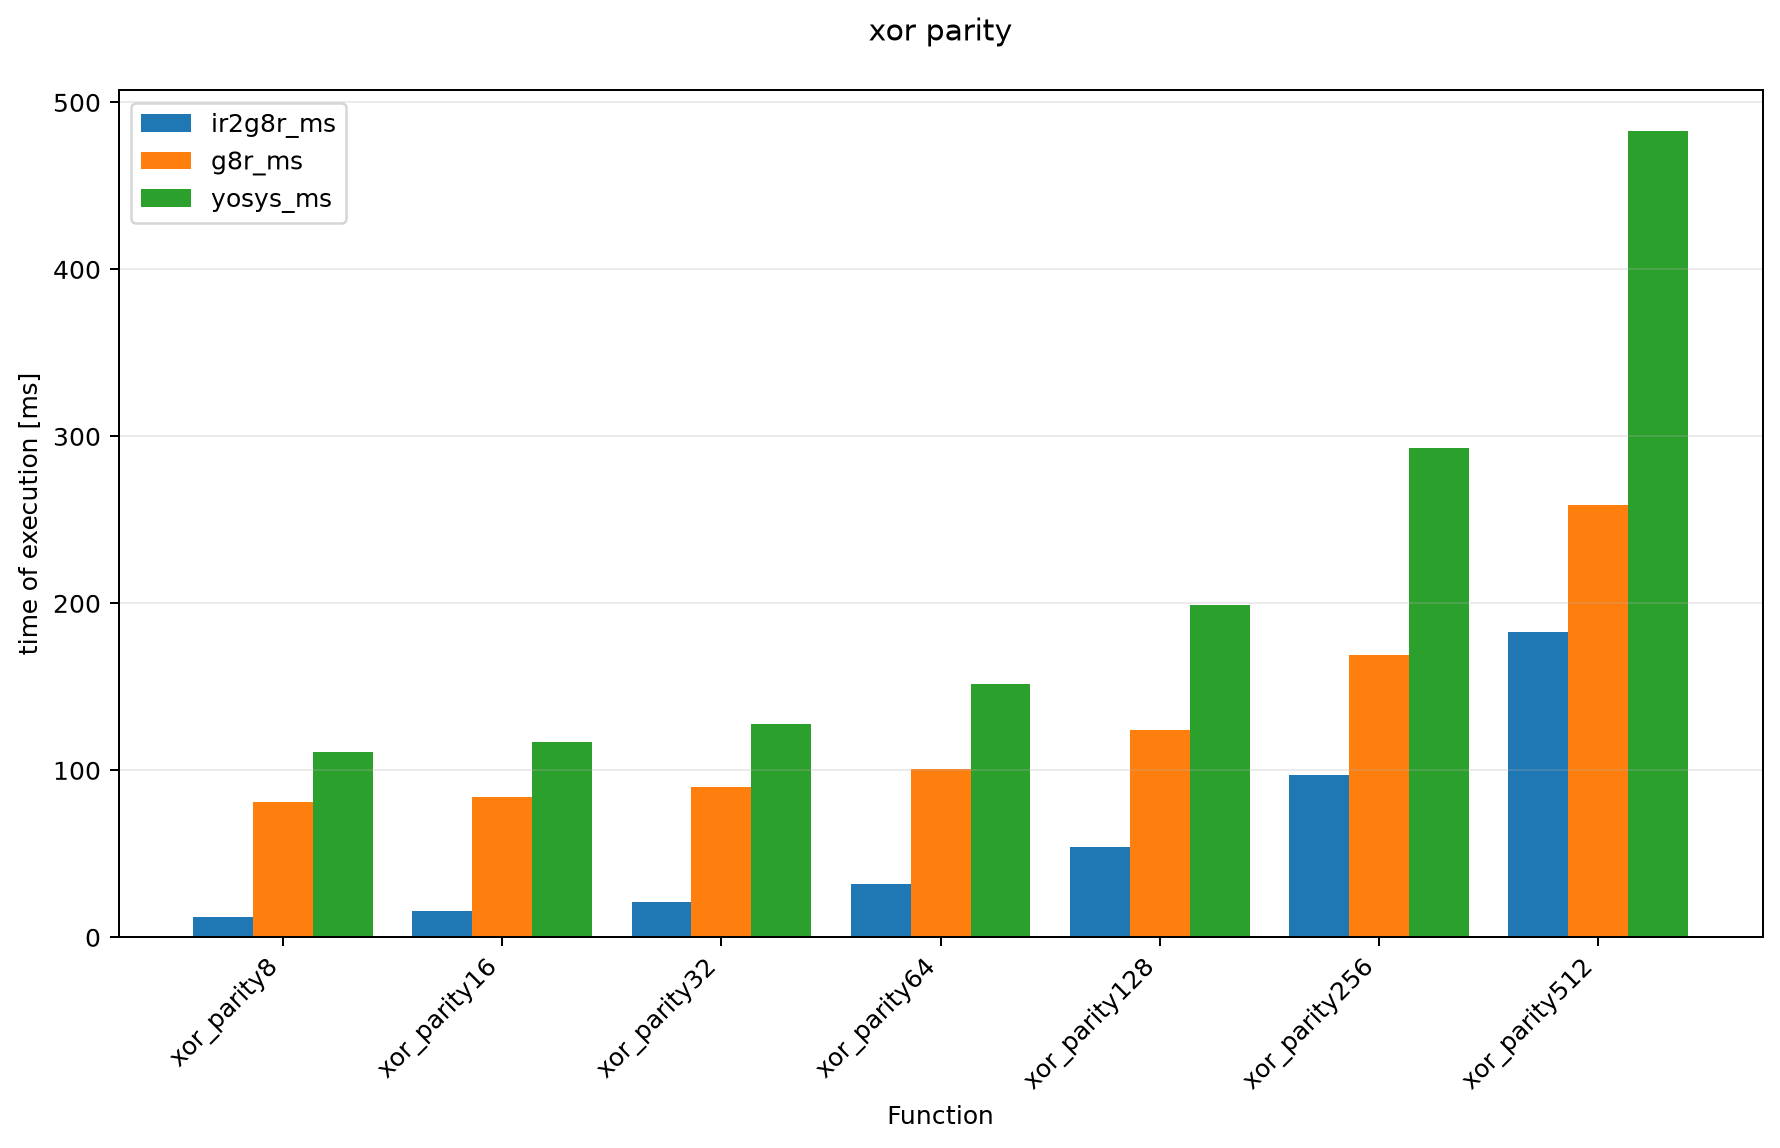 xor parity
500
400
300
200
100
0
time of execution [ms]
ir2g8r_ms
g8r_ms
yosys_ms
xor_parity8
xor_parity16
xor_parity32
xor_parity64
xor_parity128
xor_parity256
xor_parity512
Function